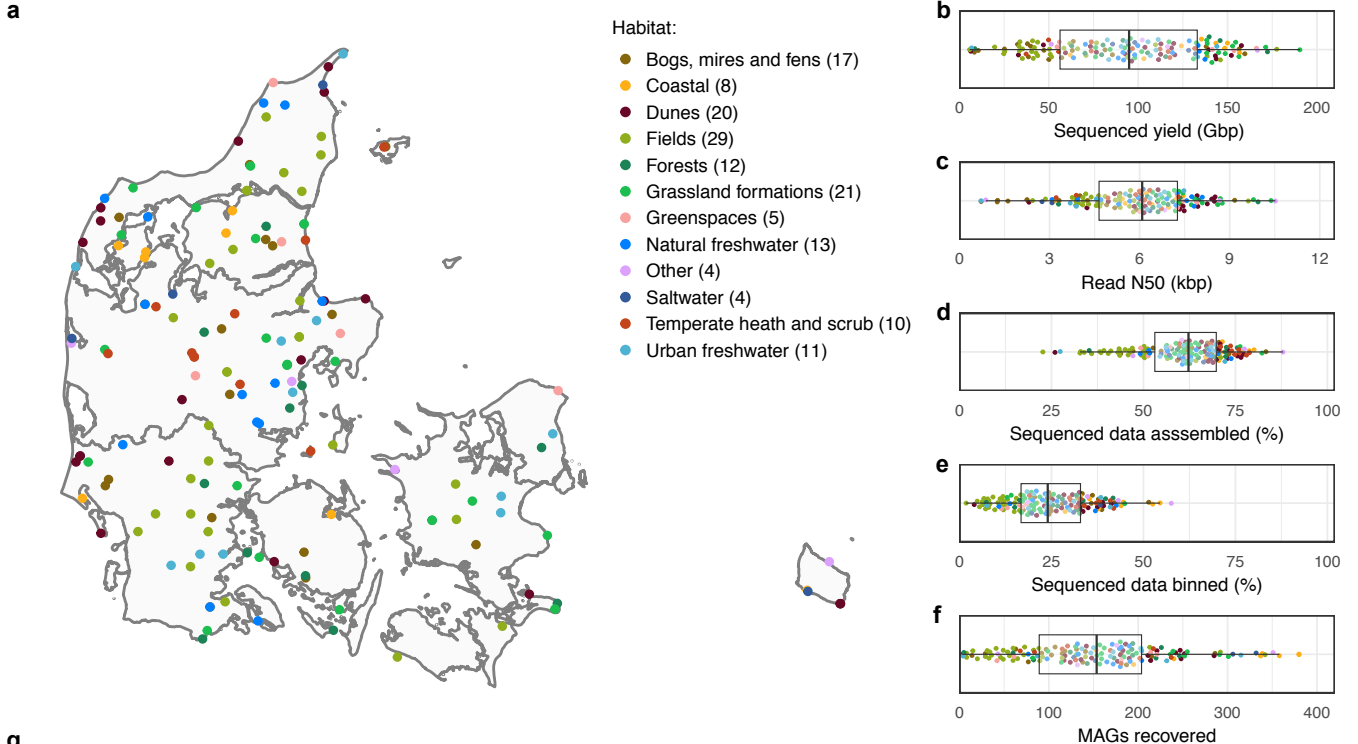 a
Habitat:
Bogs, mires and fens (17)
Coastal (8)
Dunes (20)
Fields (29)
Forests (12)
Grassland formations (21)
Greenspaces (5)
Natural freshwater (13)
Other (4)
Saltwater (4)
Temperate heath and scrub (10)
Urban freshwater (11)
b
0 50 100 150 200
Sequenced yield (Gbp)
c
0 3 6 9 12
Read N50 (kbp)
d
0 25 50 75 100
Sequenced data asssembled (%)
e
0 25 50 75 100
Sequenced data binned (%)
f
0 100 200 300 400
MAGs recovered